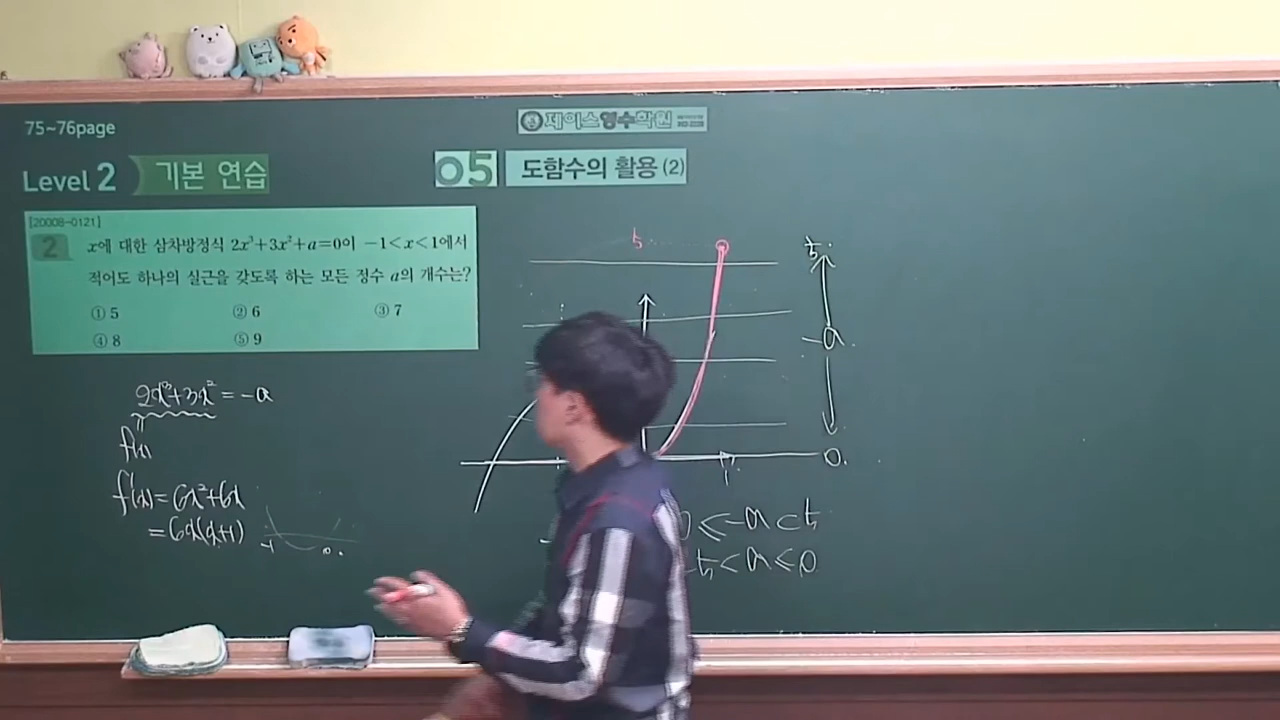 75~76page
제이스영수학원
Level 2 기본 연습
05 도함수의 활용 (2)
[20008-0121]
2 x에 대한 삼차방정식 2x³+3x²+a=0이 −1<x<1에서
적어도 하나의 실근을 갖도록 하는 모든 정수 a의 개수는?
① 5 ② 6 ③ 7
④ 8 ⑤ 9
2x³+3x² = -a
f(x)
f'(x) = 6x²+6x
= 6x(x+1)
-1 0
5
5
-a
0
1
≤ -a < 5
-5 < a ≤ 0